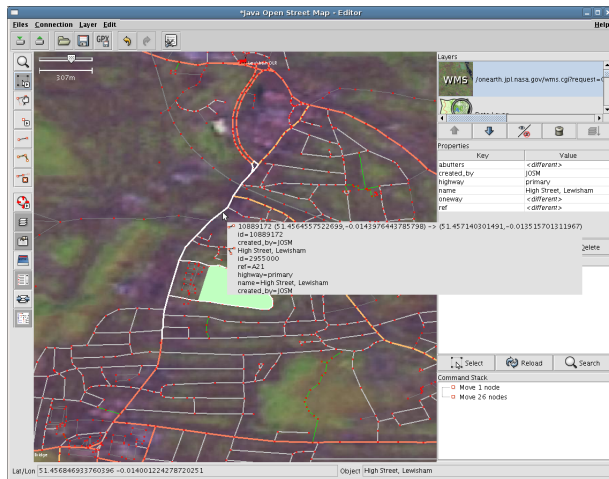 *Java Open Street Map - Editor
Files Connection Layer Edit
Help
GPX
307m
Layers
WMS /onearth.jpl.nasa.gov/wms.cgi?request=
Properties
Key Value
abutters <different>
created_by JOSM
highway primary
name High Street, Lewisham
oneway <different>
ref <different>
10889172 (51.4564557522699,-0.0143976443785798) -> (51.457140301491,-0.013515701311967)
id=10889172
created_by=JOSM
High Street, Lewisham
id=2955000
ref=A21
highway=primary
name=High Street, Lewisham
created_by=JOSM
Delete
Select Reload Search
Command Stack
Move 1 node
Move 26 nodes
Lat/Lon 51.456846933760396 -0.014001224278720251 Object High Street, Lewisham